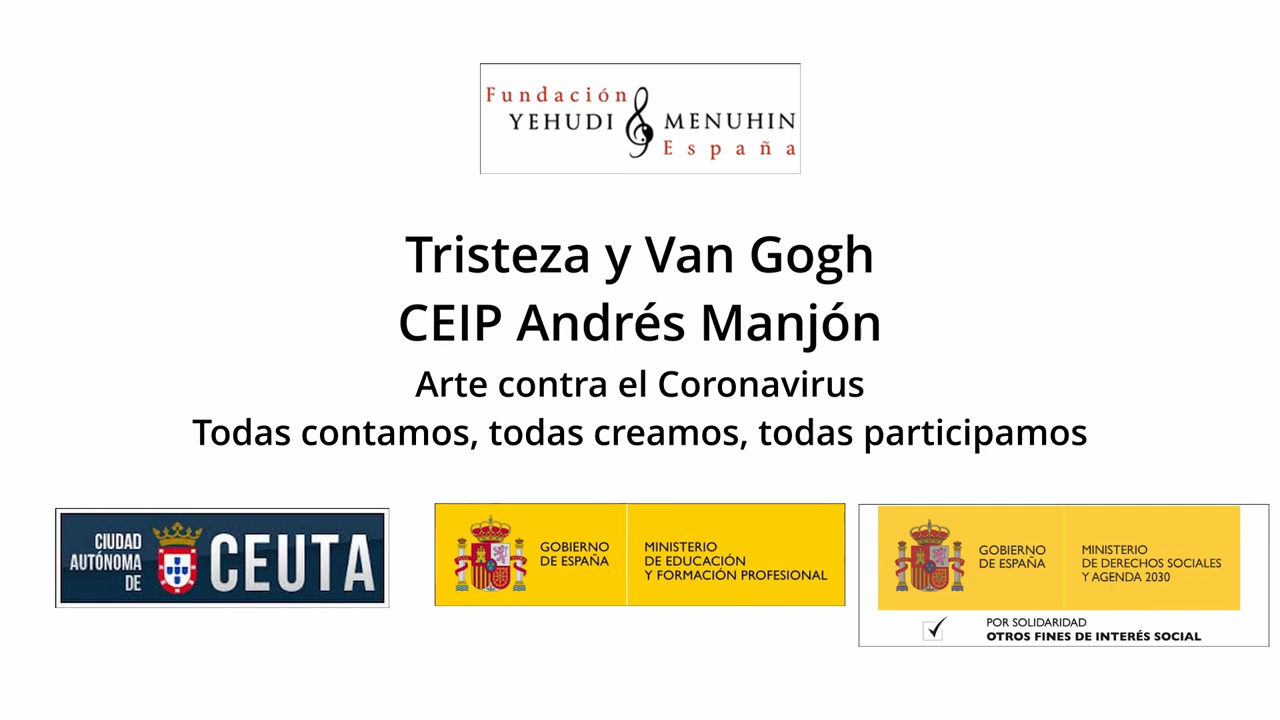 Fundación
YEHUDI MENUHIN
España
Tristeza y Van Gogh
CEIP Andrés Manjón
Arte contra el Coronavirus
Todas contamos, todas creamos, todas participamos
CIUDAD
AUTÓNOMA
DE
CEUTA
GOBIERNO
DE ESPAÑA
MINISTERIO
DE EDUCACIÓN
Y FORMACIÓN PROFESIONAL
GOBIERNO
DE ESPAÑA
MINISTERIO
DE DERECHOS SOCIALES
Y AGENDA 2030
POR SOLIDARIDAD
OTROS FINES DE INTERÉS SOCIAL